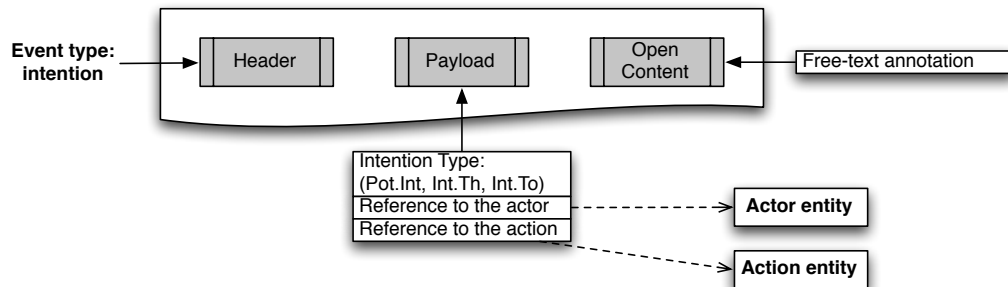 Event type:
intention
Header
Payload
Open
Content
Free-text annotation
Intention Type:
(Pot.Int, Int.Th, Int.To)
Reference to the actor
Reference to the action
Actor entity
Action entity